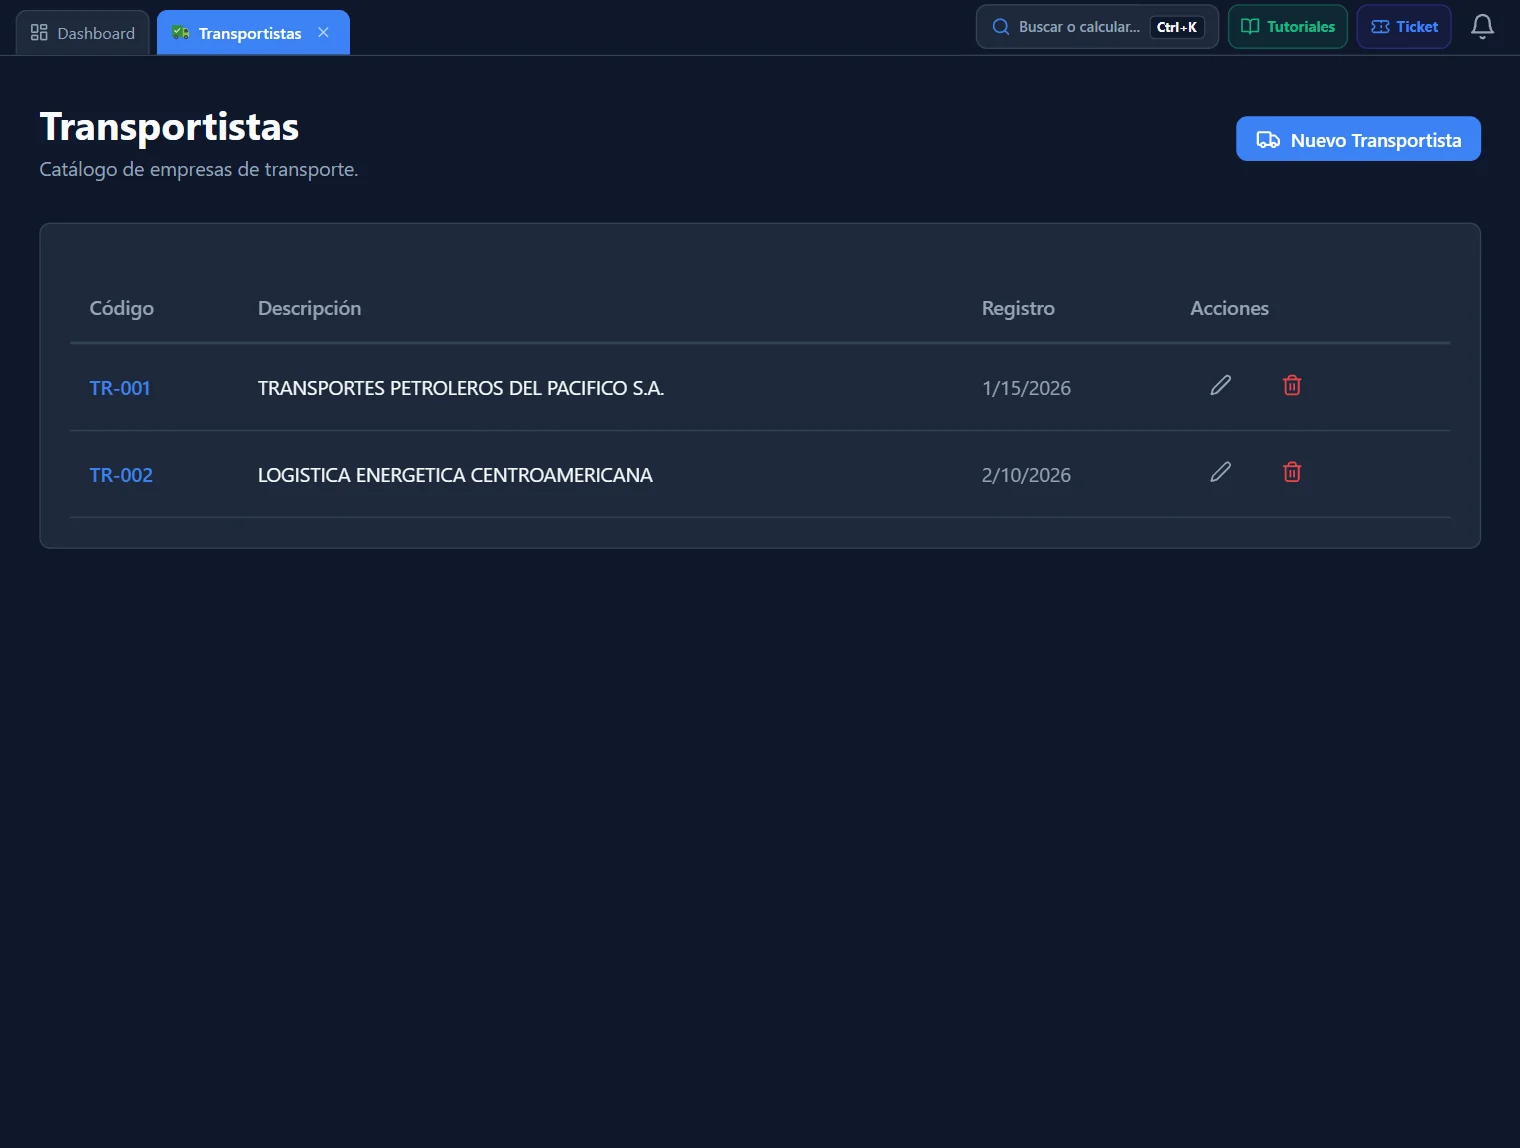 Dashboard
Transportistas
Buscar o calcular... Ctrl+K
Tutoriales
Ticket
Transportistas
Catálogo de empresas de transporte.
Nuevo Transportista
Código Descripción Registro Acciones
TR-001 TRANSPORTES PETROLEROS DEL PACIFICO S.A. 1/15/2026
TR-002 LOGISTICA ENERGETICA CENTROAMERICANA 2/10/2026